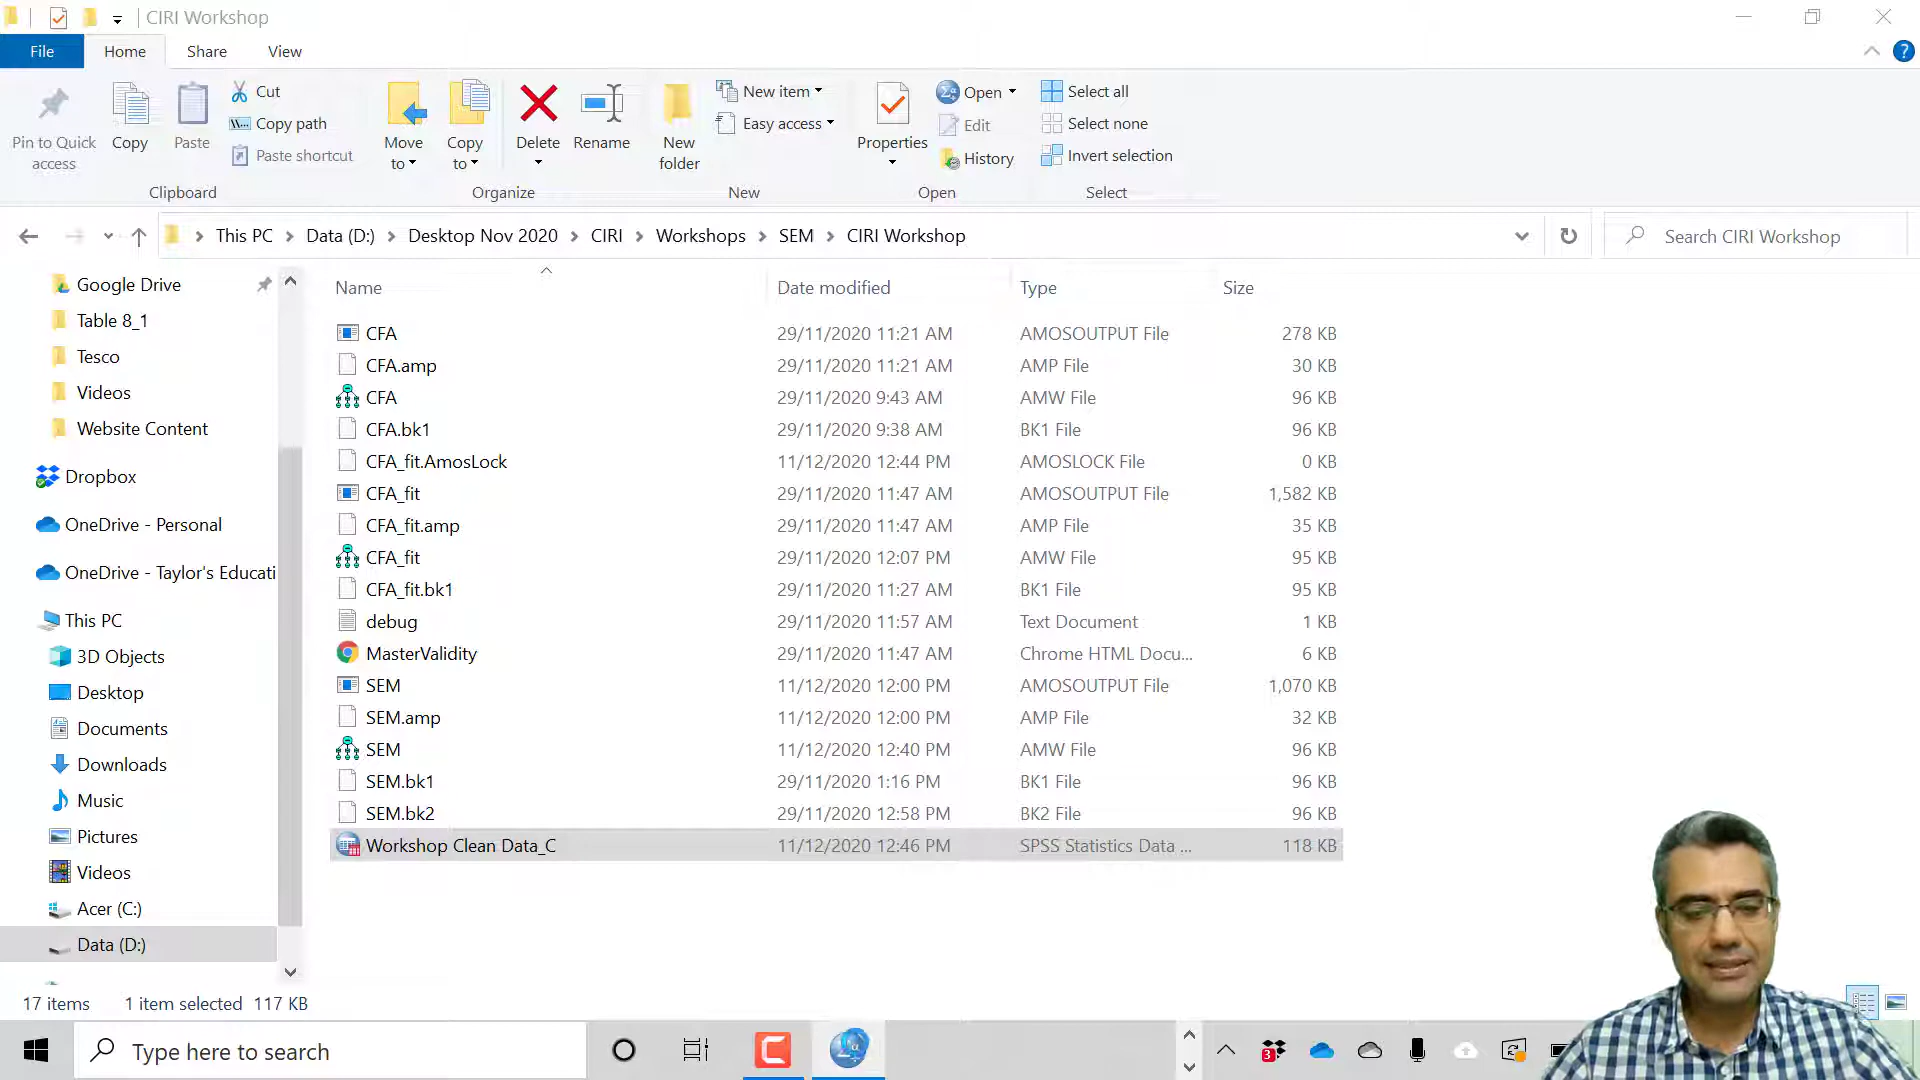 CIRI Workshop
File Home Share View
Pin to Quick access
Copy
Paste
Cut
Copy path
Paste shortcut
Clipboard
Move to
Copy to
Delete
Rename
Organize
New folder
New item
Easy access
New
Properties
Open
Edit
History
Open
Select all
Select none
Invert selection
Select
This PC > Data (D:) > Desktop Nov 2020 > CIRI > Workshops > SEM > CIRI Workshop
Search CIRI Workshop
Google Drive
Table 8_1
Tesco
Videos
Website Content
Dropbox
OneDrive - Personal
OneDrive - Taylor's Educati
This PC
3D Objects
Desktop
Documents
Downloads
Music
Pictures
Videos
Acer (C:)
Data (D:)
Name Date modified Type Size
CFA 29/11/2020 11:21 AM AMOSOUTPUT File 278 KB
CFA.amp 29/11/2020 11:21 AM AMP File 30 KB
CFA 29/11/2020 9:43 AM AMW File 96 KB
CFA.bk1 29/11/2020 9:38 AM BK1 File 96 KB
CFA_fit.AmosLock 11/12/2020 12:44 PM AMOSLOCK File 0 KB
CFA_fit 29/11/2020 11:47 AM AMOSOUTPUT File 1,582 KB
CFA_fit.amp 29/11/2020 11:47 AM AMP File 35 KB
CFA_fit 29/11/2020 12:07 PM AMW File 95 KB
CFA_fit.bk1 29/11/2020 11:27 AM BK1 File 95 KB
debug 29/11/2020 11:57 AM Text Document 1 KB
MasterValidity 29/11/2020 11:47 AM Chrome HTML Docu... 6 KB
SEM 11/12/2020 12:00 PM AMOSOUTPUT File 1,070 KB
SEM.amp 11/12/2020 12:00 PM AMP File 32 KB
SEM 11/12/2020 12:40 PM AMW File 96 KB
SEM.bk1 29/11/2020 1:16 PM BK1 File 96 KB
SEM.bk2 29/11/2020 12:58 PM BK2 File 96 KB
Workshop Clean Data_C 11/12/2020 12:46 PM SPSS Statistics Data ... 118 KB
17 items 1 item selected 117 KB
Type here to search
3